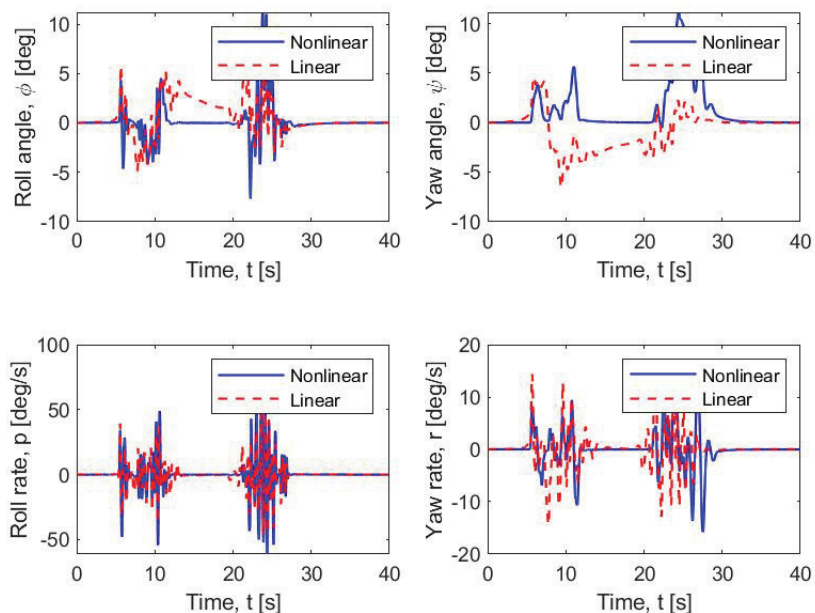 Roll angle, ϕ [deg]
10
5
0
-5
-10
0 10 20 30 40
Time, t [s]
Nonlinear
Linear
Yaw angle, ψ [deg]
10
5
0
-5
-10
0 10 20 30 40
Time, t [s]
Nonlinear
Linear
Roll rate, p [deg/s]
100
50
0
-50
0 10 20 30 40
Time, t [s]
Nonlinear
Linear
Yaw rate, r [deg/s]
20
10
0
-10
-20
0 10 20 30 40
Time, t [s]
Nonlinear
Linear